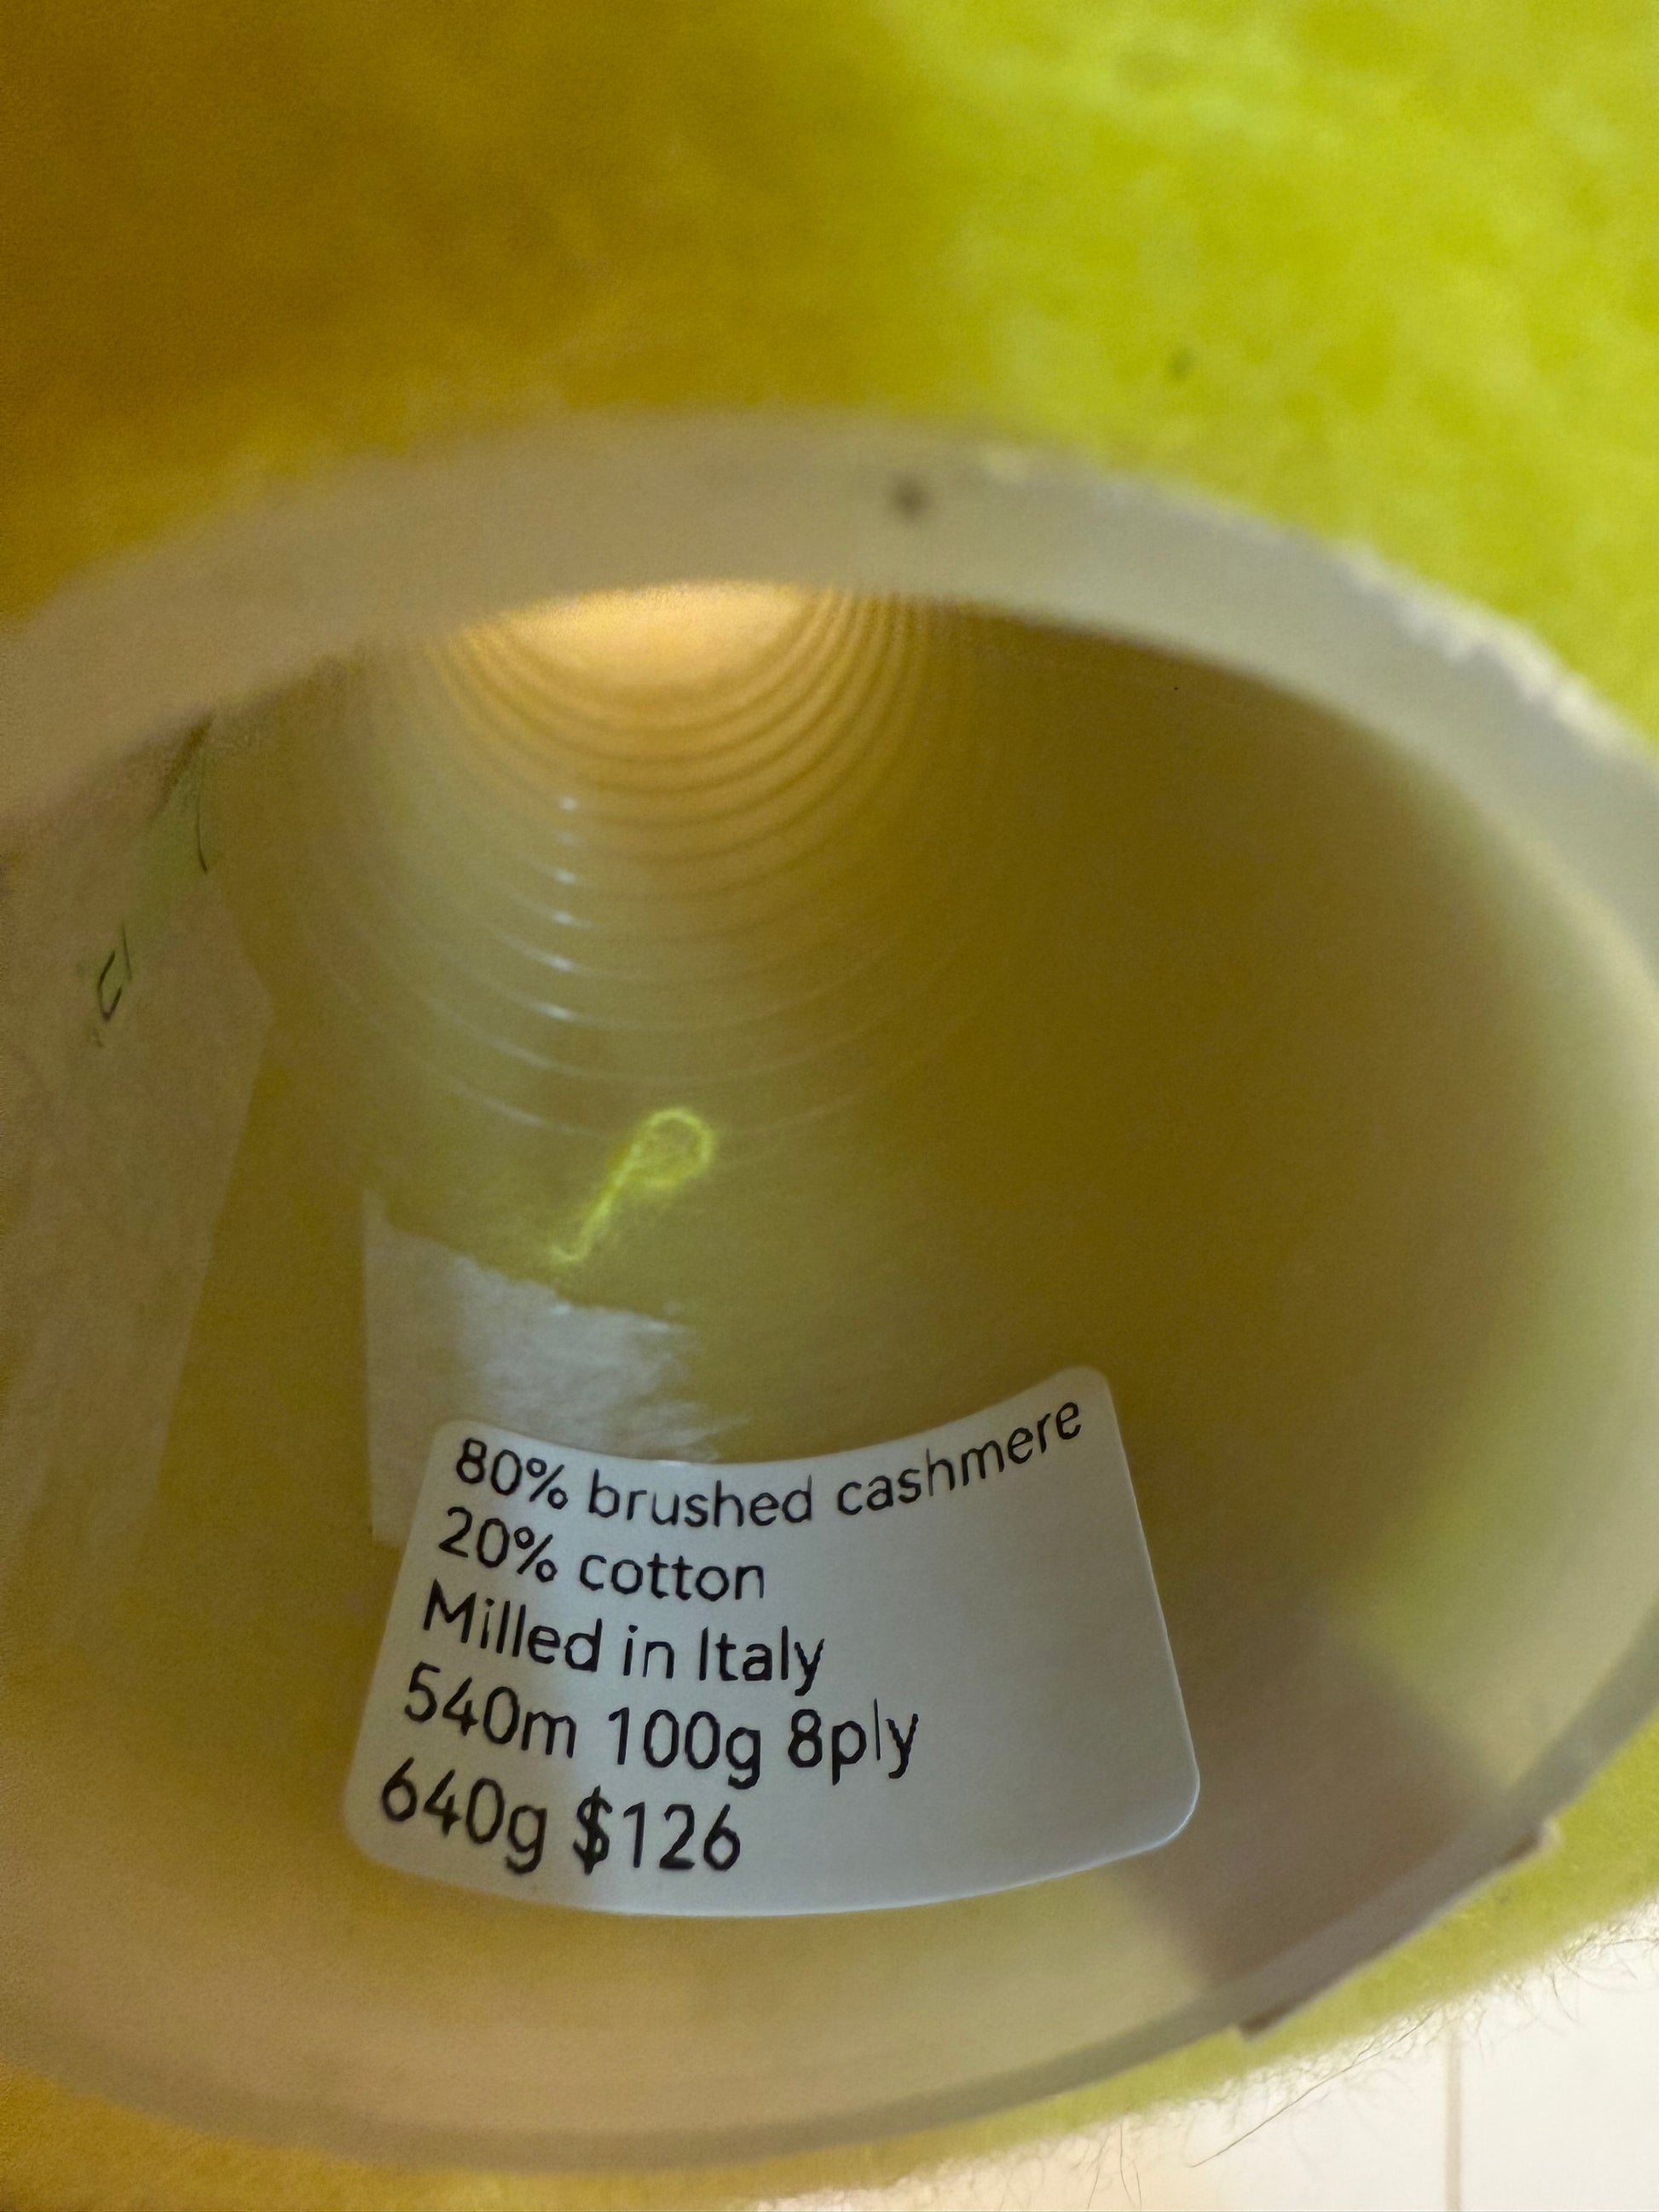 80% brushed cashmere
20% cotton
Milled in Italy
540m 100g 8ply
640g $126